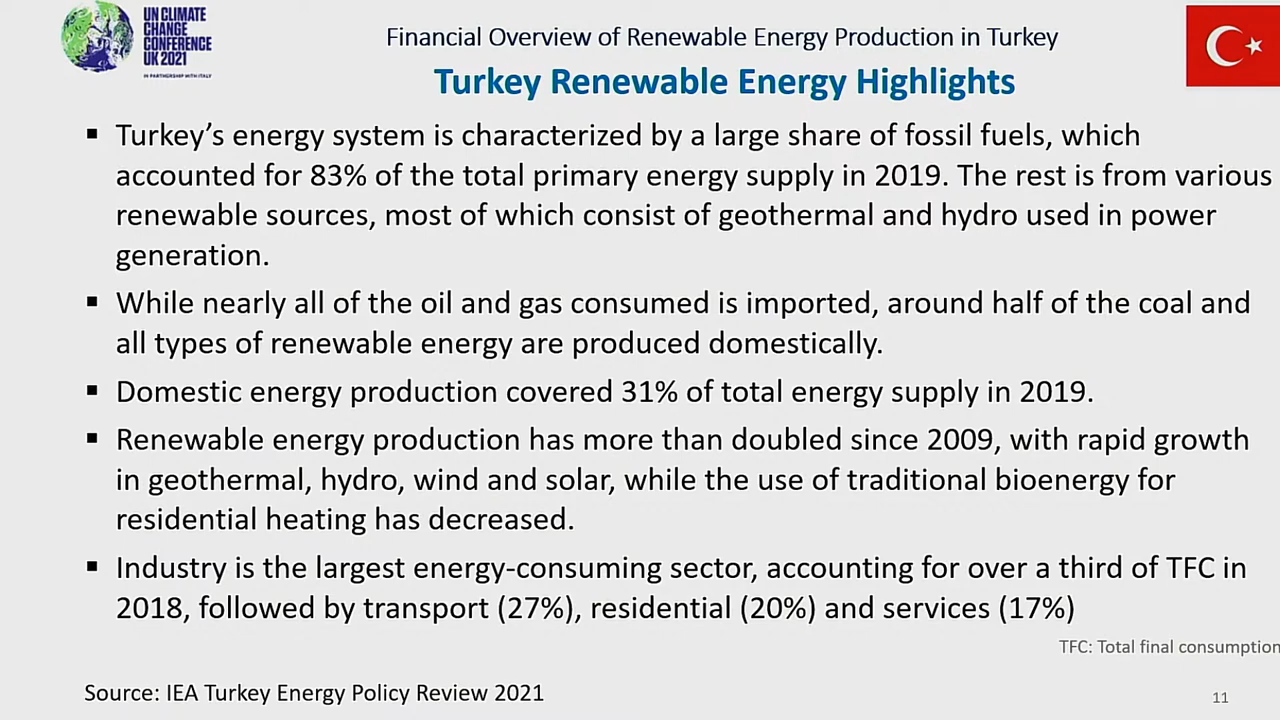 UN CLIMATE
CHANGE
CONFERENCE
UK 2021
IN PARTNERSHIP WITH ITALY
Financial Overview of Renewable Energy Production in Turkey
Turkey Renewable Energy Highlights
▪ Turkey’s energy system is characterized by a large share of fossil fuels, which
accounted for 83% of the total primary energy supply in 2019. The rest is from various
renewable sources, most of which consist of geothermal and hydro used in power
generation.
▪ While nearly all of the oil and gas consumed is imported, around half of the coal and
all types of renewable energy are produced domestically.
▪ Domestic energy production covered 31% of total energy supply in 2019.
▪ Renewable energy production has more than doubled since 2009, with rapid growth
in geothermal, hydro, wind and solar, while the use of traditional bioenergy for
residential heating has decreased.
▪ Industry is the largest energy-consuming sector, accounting for over a third of TFC in
2018, followed by transport (27%), residential (20%) and services (17%)
TFC: Total final consumption
Source: IEA Turkey Energy Policy Review 2021
11